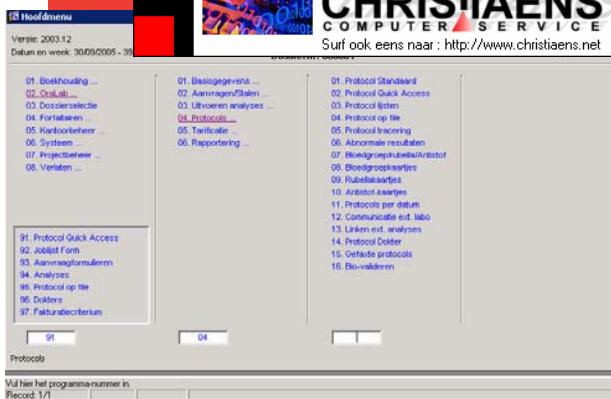 Hoofdmenu
CHRISTIAENS
COMPUTER SERVICE
Surf ook eens naar : http://www.christiaens.net
Versie: 2003.12
Datum en week: 30/09/2005 - 39
01. Boekhouding ...
02. OraLab ...
03. Dossierselectie
04. Forfaitairen ...
05. Kantoorbeheer ...
06. Systeem ...
07. Projectbeheer ...
08. Verlaten ...
01. Basisgegevens ...
02. Aanvragen/Stalen ...
03. Uitvoeren analyses ...
04. Protocols ...
05. Tarificatie ...
06. Rapportering ...
01. Protocol Standaard
02. Protocol Quick Access
03. Protocol lijsten
04. Protocol op file
05. Protocol tracering
06. Abnormale resultaten
07. Bloedgroep/rubella/Antistof
08. Bloedgroepkaartjes
09. Rubellakaartjes
10. Antistof-kaartjes
11. Protocols per datum
12. Communicatie ext. labo
13. Linken ext. analyses
14. Protocol Dokter
15. Gefaxte protocols
16. Bio-valideren
91. Protocol Quick Access
92. Joblijst Form
93. Aanvraagformulieren
94. Analyses
95. Protocol op file
96. Dokters
97. Fakturatiecriterium
91
04
Protocols
Vul hier het programma-nummer in.
Record: 1/1